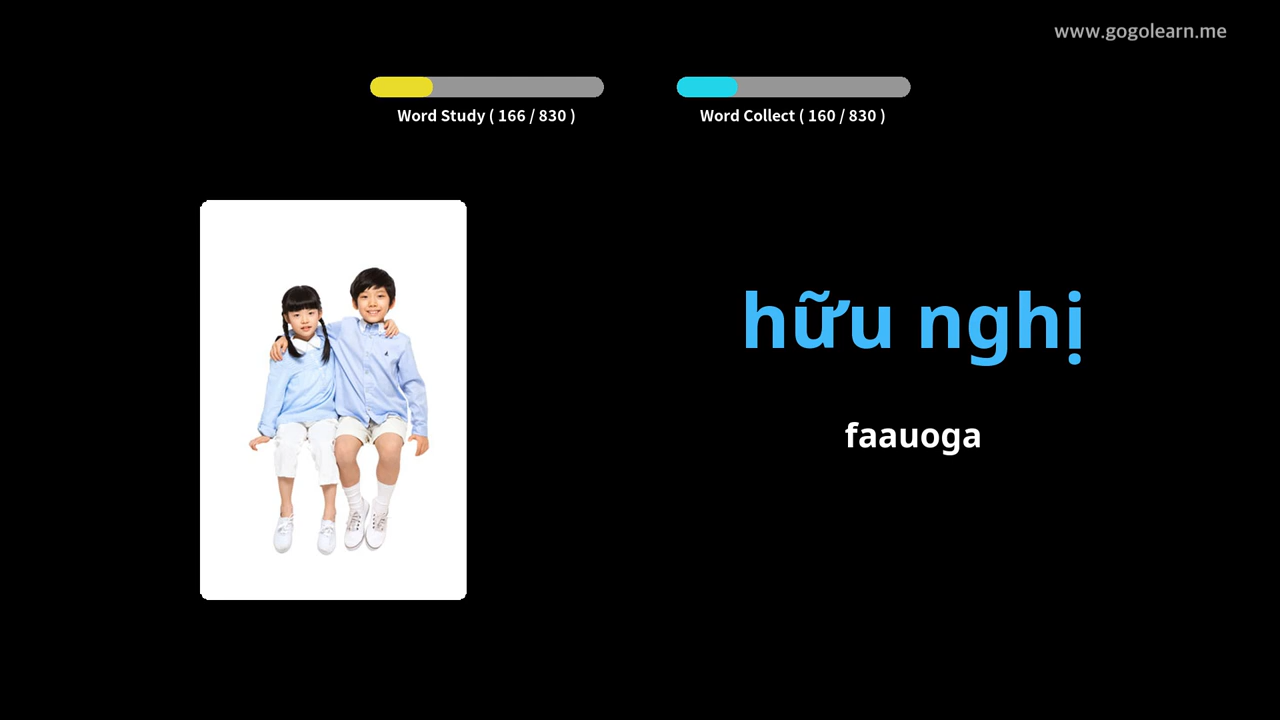 www.gogolearn.me
Word Study ( 166 / 830 )
Word Collect ( 160 / 830 )
hữu nghị
faauoga